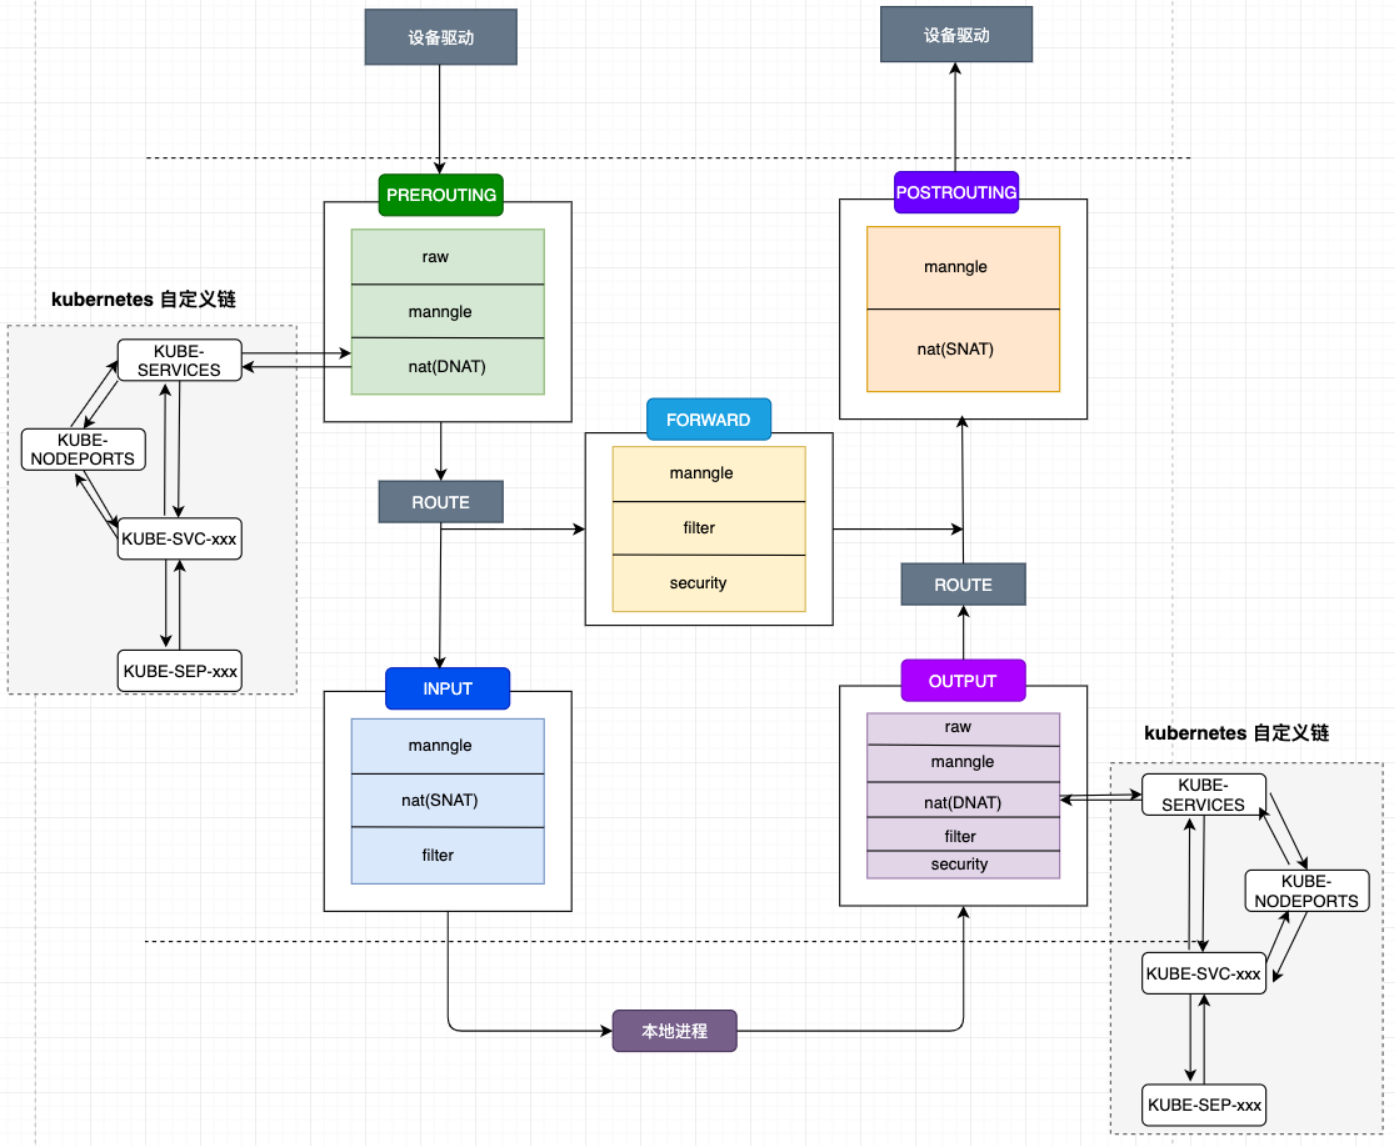 设备驱动
设备驱动
PREROUTING
raw
manngle
nat(DNAT)
POSTROUTING
manngle
nat(SNAT)
kubernetes 自定义链
KUBE-
SERVICES
KUBE-
NODEPORTS
KUBE-SVC-xxx
KUBE-SEP-xxx
ROUTE
FORWARD
manngle
filter
security
ROUTE
INPUT
manngle
nat(SNAT)
filter
OUTPUT
raw
manngle
nat(DNAT)
filter
security
kubernetes 自定义链
KUBE-
SERVICES
KUBE-
NODEPORTS
KUBE-SVC-xxx
KUBE-SEP-xxx
本地进程